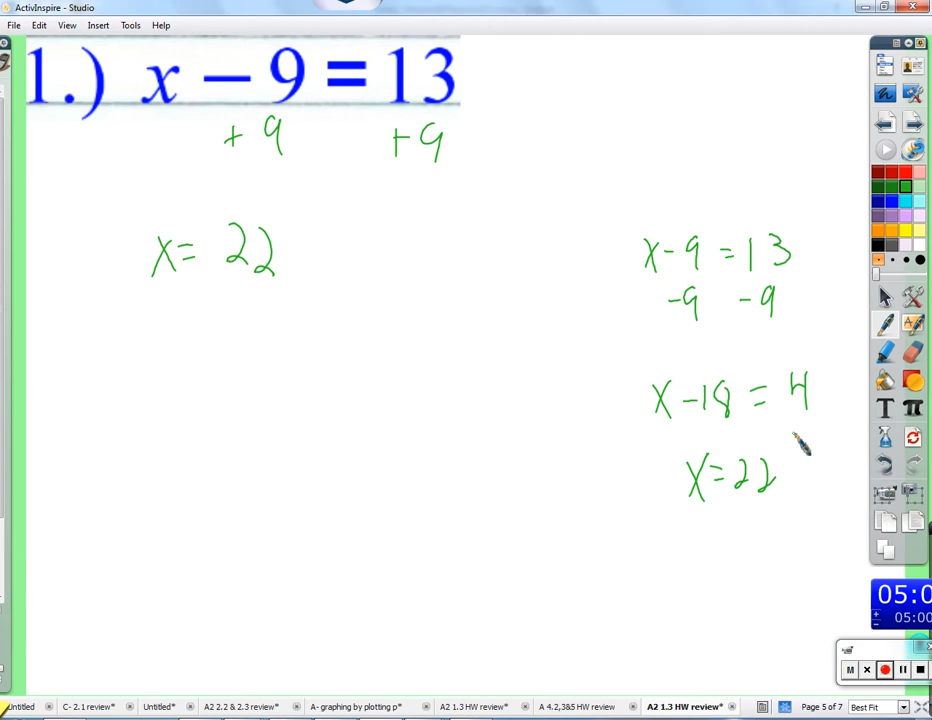 ActivInspire - Studio
File Edit View Insert Tools Help
1.) x − 9 = 13
+ 9 + 9
x = 22
x - 9 = 13
- 9 - 9
x - 18 = 4
x = 22
05:0
05:00
M
Untitled C- 2.1 review* Untitled* A2 2.2 & 2.3 review* A- graphing by plotting p* A2 1.3 HW review* A 4.2,3&5 HW review A2 1.3 HW review* Page 5 of 7 Best Fit